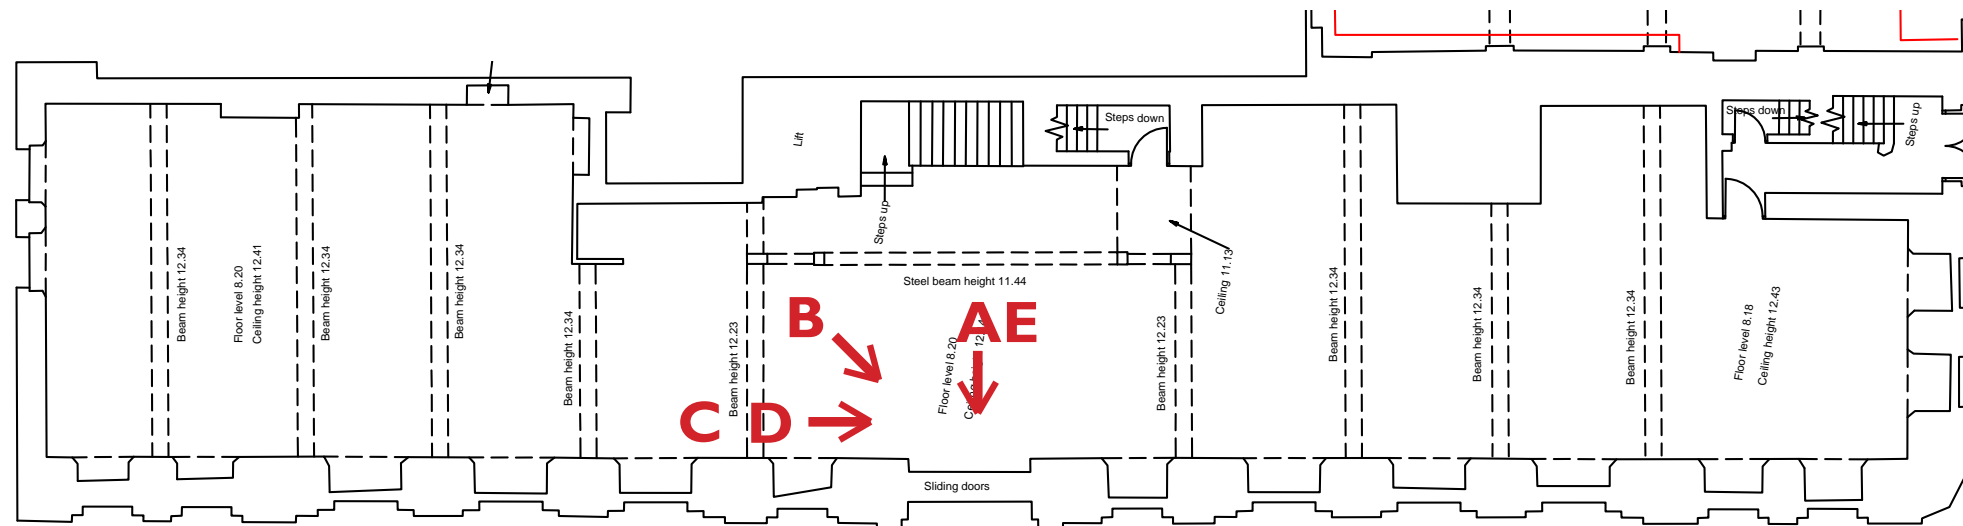 Lift
Steps down
Steps down
Steps up
Steps up
Beam height 12.34
Floor level 8.20
Ceiling height 12.41
Beam height 12.34
Beam height 12.34
Beam height 12.34
Beam height 12.23
Steel beam height 11.44
Ceiling 11.13
B
AE
C D
Floor level 8.20
Beam height 12.23
Beam height 12.34
Beam height 12.34
Beam height 12.34
Floor level 8.18
Ceiling height 12.43
Sliding doors